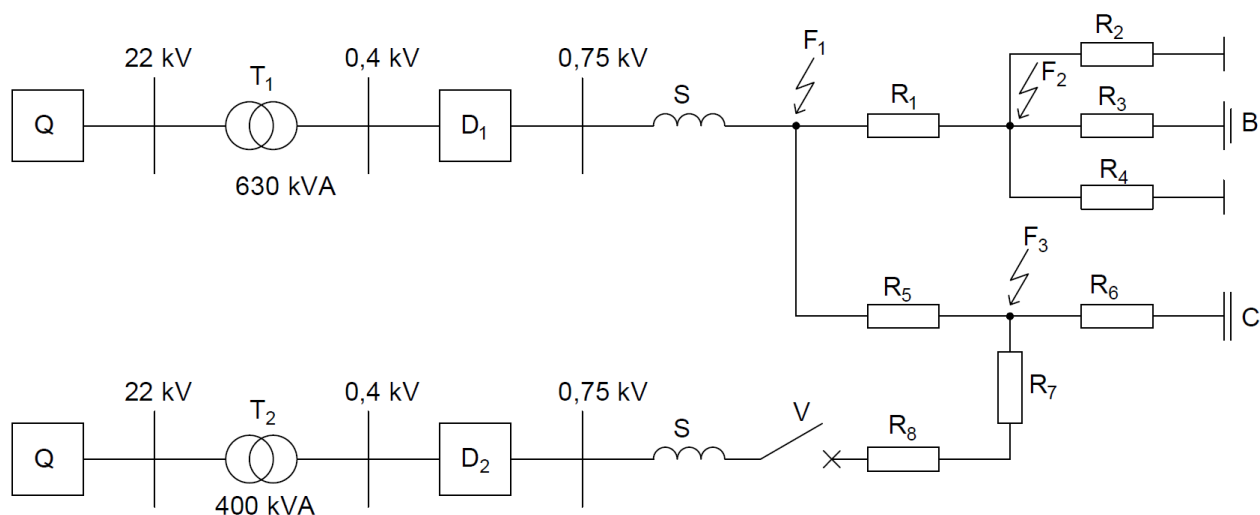 Q
22 kV
T₁
630 kVA
0,4 kV
D₁
0,75 kV
S
F₁
R₁
F₂
R₂
R₃
B
R₄
R₅
F₃
R₆
C
R₇
Q
22 kV
T₂
400 kVA
0,4 kV
D₂
0,75 kV
S
V
R₈